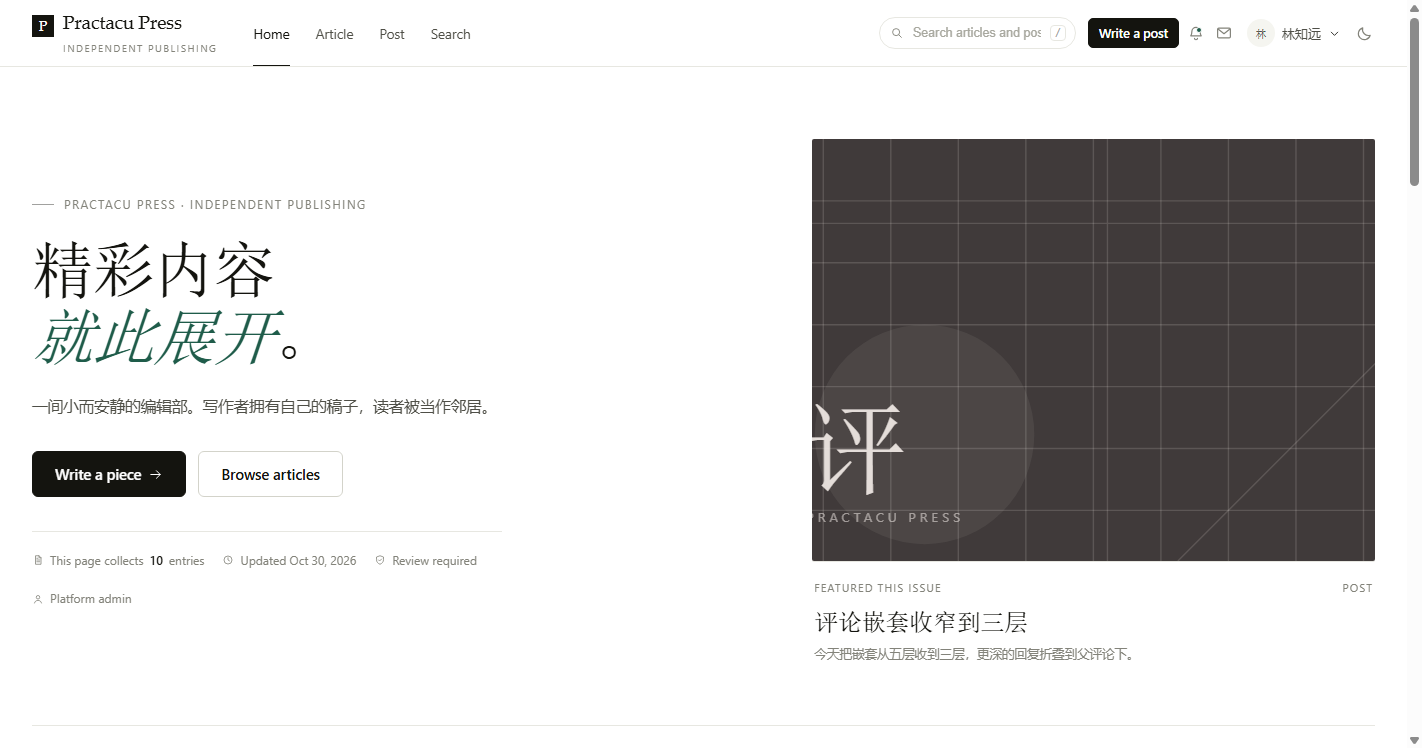 P
Practacu Press
INDEPENDENT PUBLISHING
Home
Article
Post
Search
Search articles and pos
/
Write a post
林
林知远
PRACTACU PRESS · INDEPENDENT PUBLISHING
精彩内容
就此展开。
一间小而安静的编辑部。写作者拥有自己的稿子，读者被当作邻居。
Write a piece →
Browse articles
This page collects 10 entries
Updated Oct 30, 2026
Review required
Platform admin
评
PRACTACU PRESS
FEATURED THIS ISSUE
POST
评论嵌套收窄到三层
今天把嵌套从五层收到三层，更深的回复折叠到父评论下。